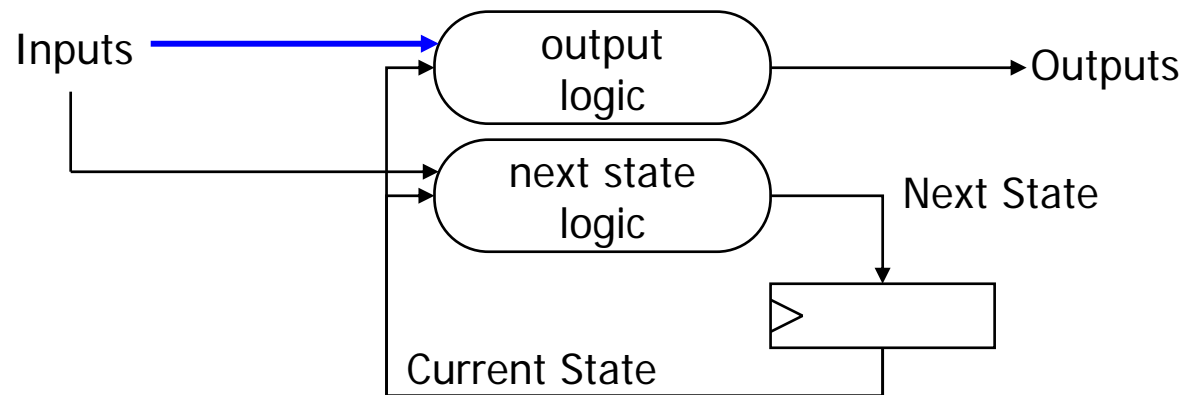 Inputs
output
logic
Outputs
next state
logic
Next State
Current State